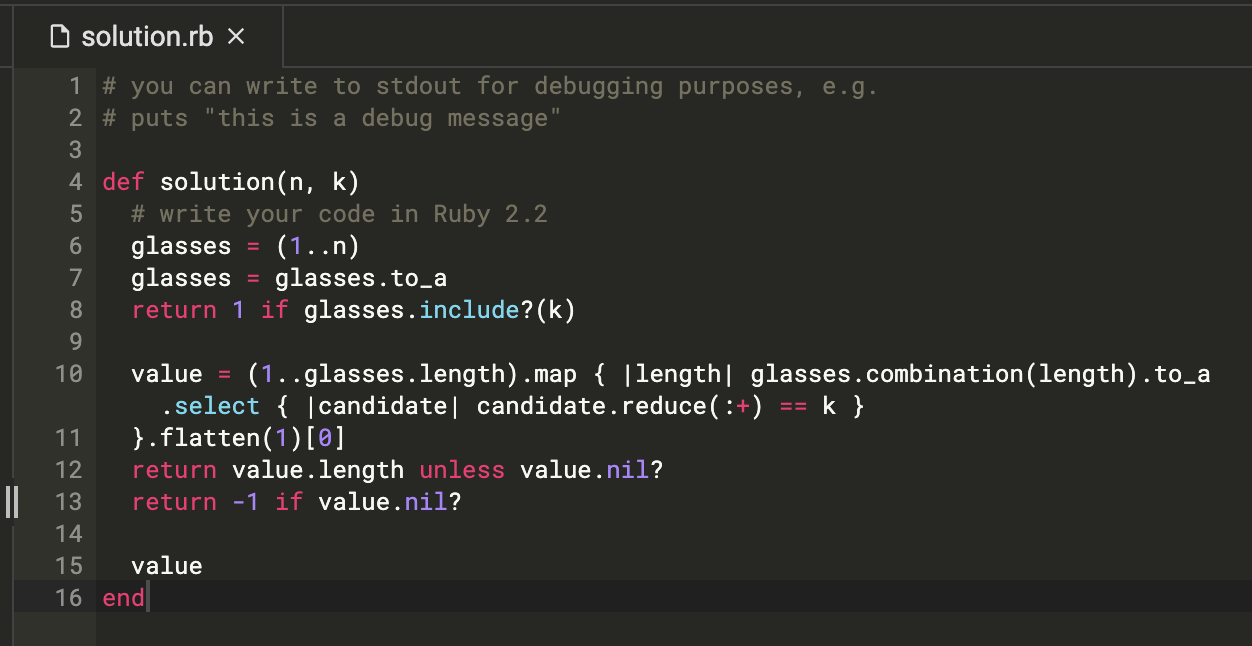 solution.rb ×
1 # you can write to stdout for debugging purposes, e.g.
2 # puts "this is a debug message"
3
4 def solution(n, k)
5   # write your code in Ruby 2.2
6   glasses = (1..n)
7   glasses = glasses.to_a
8   return 1 if glasses.include?(k)
9
10   value = (1..glasses.length).map { |length| glasses.combination(length).to_a
    .select { |candidate| candidate.reduce(:+) == k }
11   }.flatten(1)[0]
12   return value.length unless value.nil?
13   return -1 if value.nil?
14
15   value
16 end